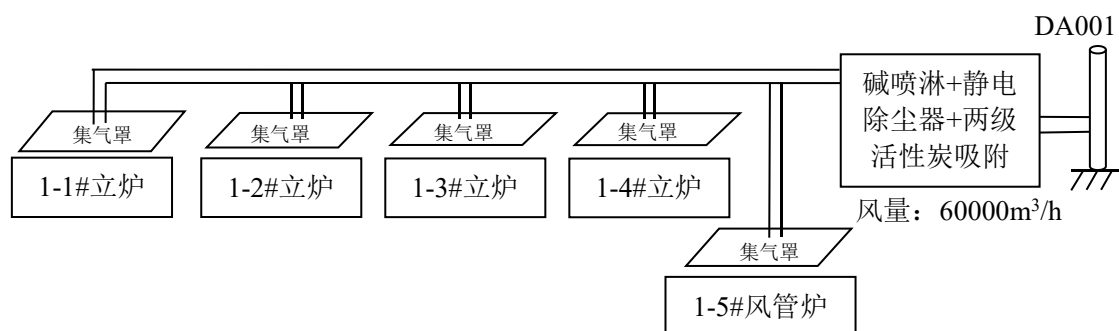 DA001
碱喷淋+静电
除尘器+两级
活性炭吸附
集气罩
集气罩
集气罩
集气罩
1-1#立炉
1-2#立炉
1-3#立炉
1-4#立炉
风量：60000m³/h
集气罩
1-5#风管炉